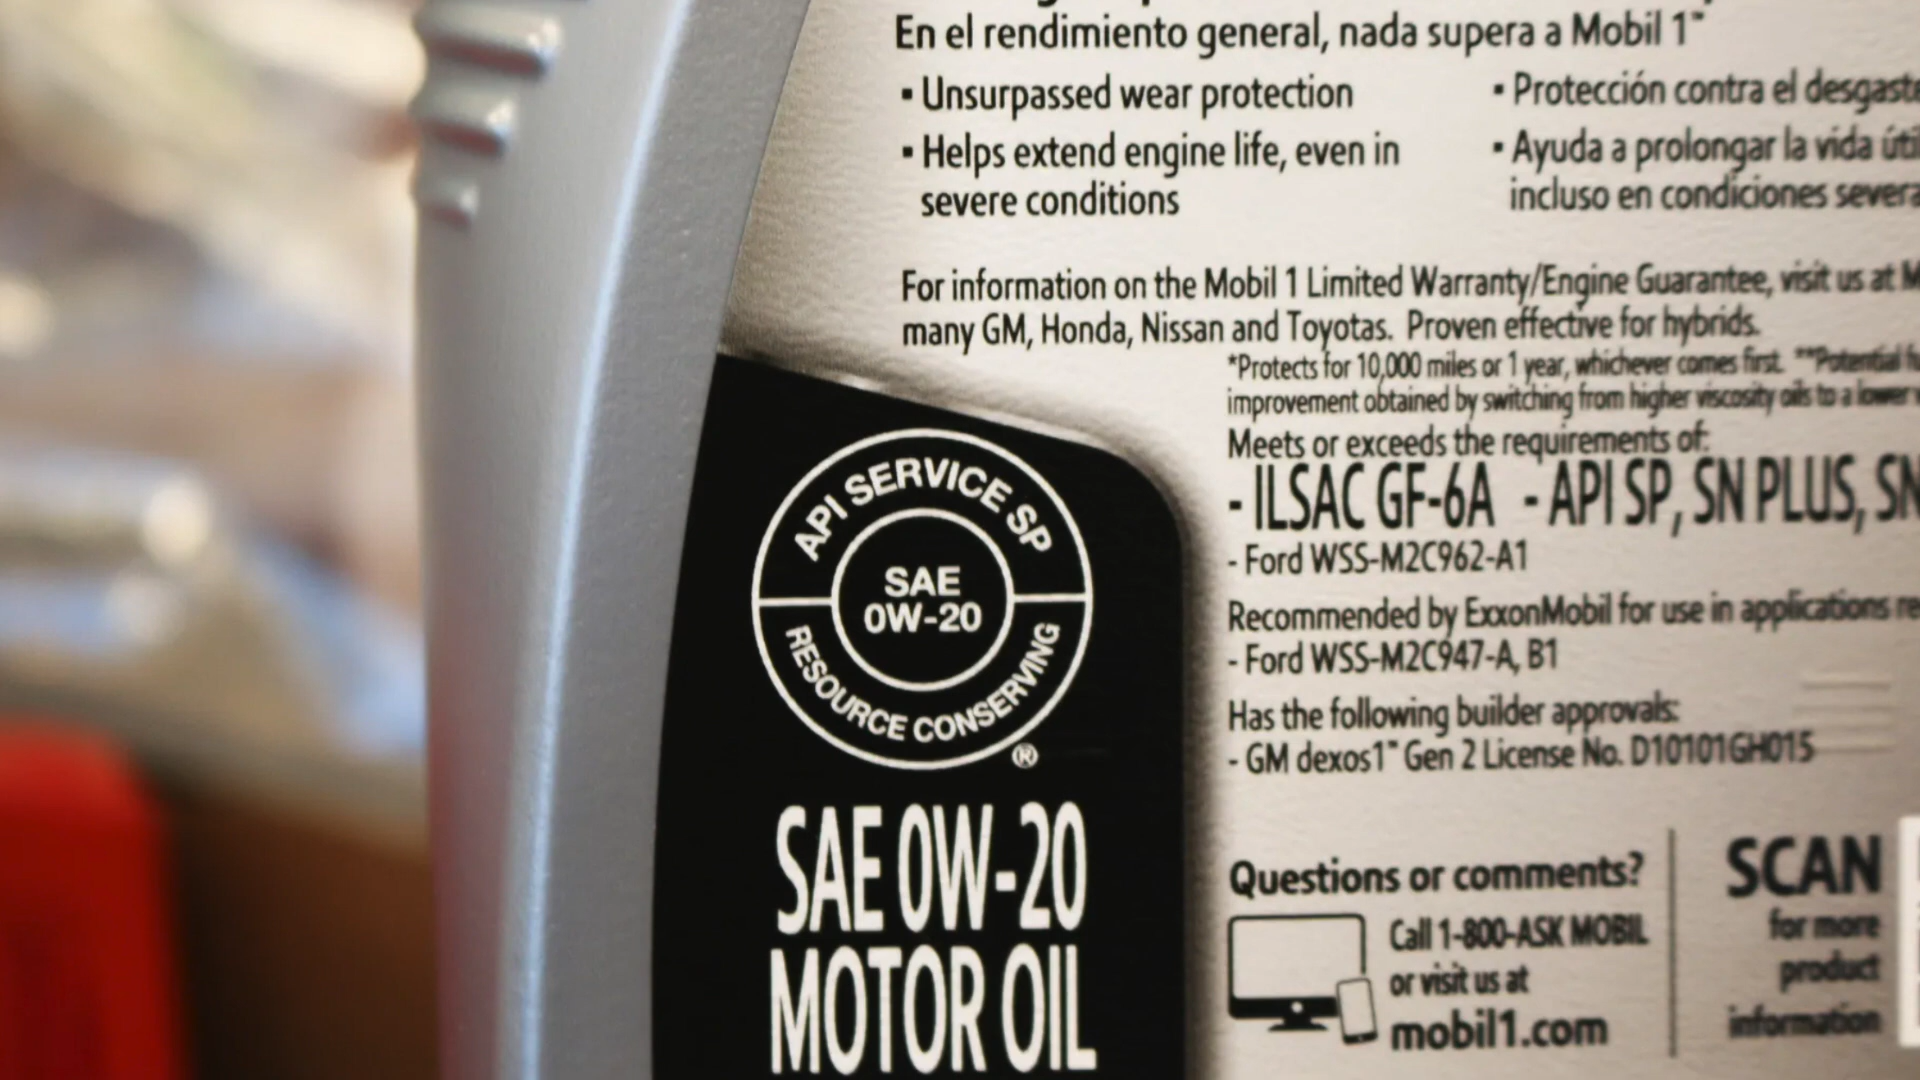 En el rendimiento general, nada supera a Mobil 1™
▪ Unsurpassed wear protection
▪ Helps extend engine life, even in
severe conditions
▪ Protección contra el desgaste
▪ Ayuda a prolongar la vida útil
incluso en condiciones severa
For information on the Mobil 1 Limited Warranty/Engine Guarantee, visit us at M
many GM, Honda, Nissan and Toyotas. Proven effective for hybrids.
*Protects for 10,000 miles or 1 year, whichever comes first. **Potential fu
improvement obtained by switching from higher viscosity oils to a lower v
Meets or exceeds the requirements of:
- ILSAC GF-6A - API SP, SN PLUS, SN
- Ford WSS-M2C962-A1
Recommended by ExxonMobil for use in applications re
- Ford WSS-M2C947-A, B1
Has the following builder approvals:
- GM dexos1™ Gen 2 License No. D10101GH015
API SERVICE SP
SAE
0W-20
RESOURCE CONSERVING
®
SAE 0W-20
MOTOR OIL
Questions or comments?
Call 1-800-ASK MOBIL
or visit us at
mobil1.com
SCAN
for more
product
information